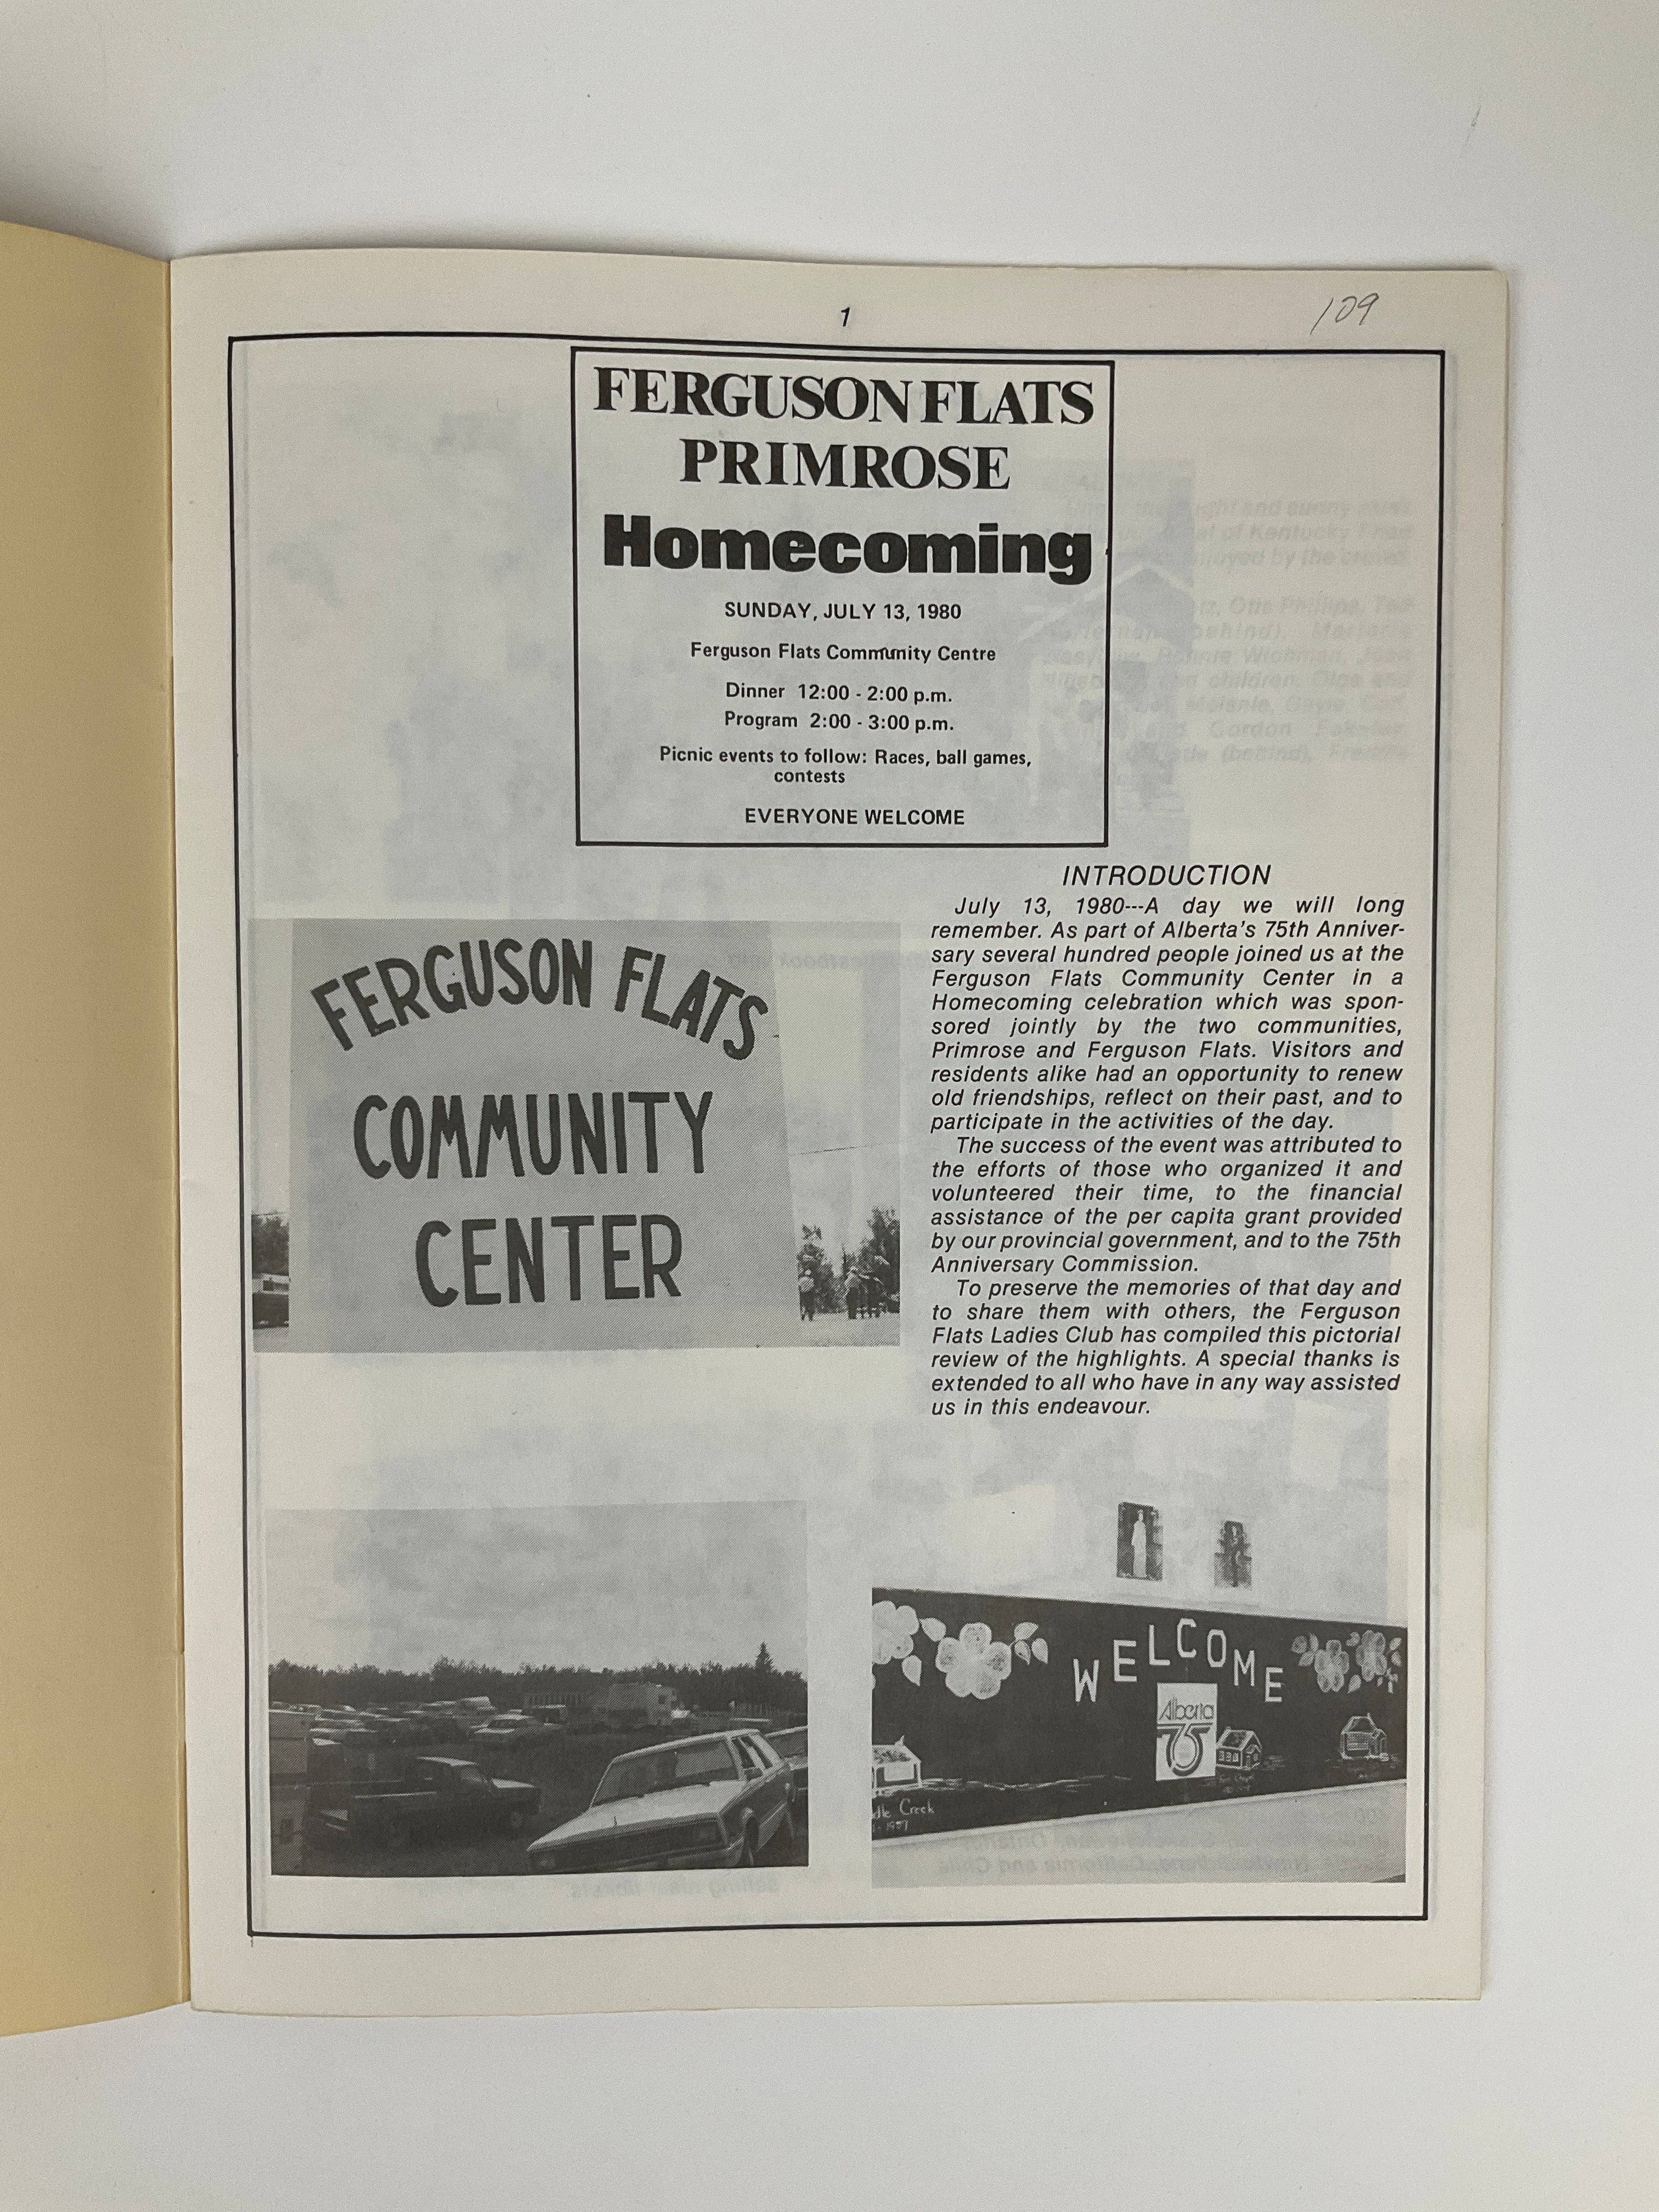 1
109
FERGUSON FLATS
PRIMROSE
Homecoming
SUNDAY, JULY 13, 1980
Ferguson Flats Community Centre
Dinner 12:00 - 2:00 p.m.
Program 2:00 - 3:00 p.m.
Picnic events to follow: Races, ball games,
contests
EVERYONE WELCOME
FERGUSON FLATS
COMMUNITY
CENTER
INTRODUCTION
July 13, 1980---A day we will long
remember. As part of Alberta's 75th Anniver-
sary several hundred people joined us at the
Ferguson Flats Community Center in a
Homecoming celebration which was spon-
sored jointly by the two communities,
Primrose and Ferguson Flats. Visitors and
residents alike had an opportunity to renew
old friendships, reflect on their past, and to
participate in the activities of the day.
The success of the event was attributed to
the efforts of those who organized it and
volunteered their time, to the financial
assistance of the per capita grant provided
by our provincial government, and to the 75th
Anniversary Commission.
To preserve the memories of that day and
to share them with others, the Ferguson
Flats Ladies Club has compiled this pictorial
review of the highlights. A special thanks is
extended to all who have in any way assisted
us in this endeavour.
WELCOME
Alberta
75
dle Creek